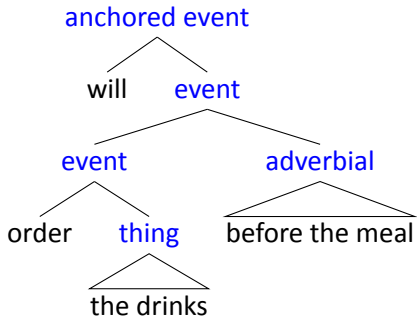 anchored event
will event
event adverbial
order thing before the meal
the drinks